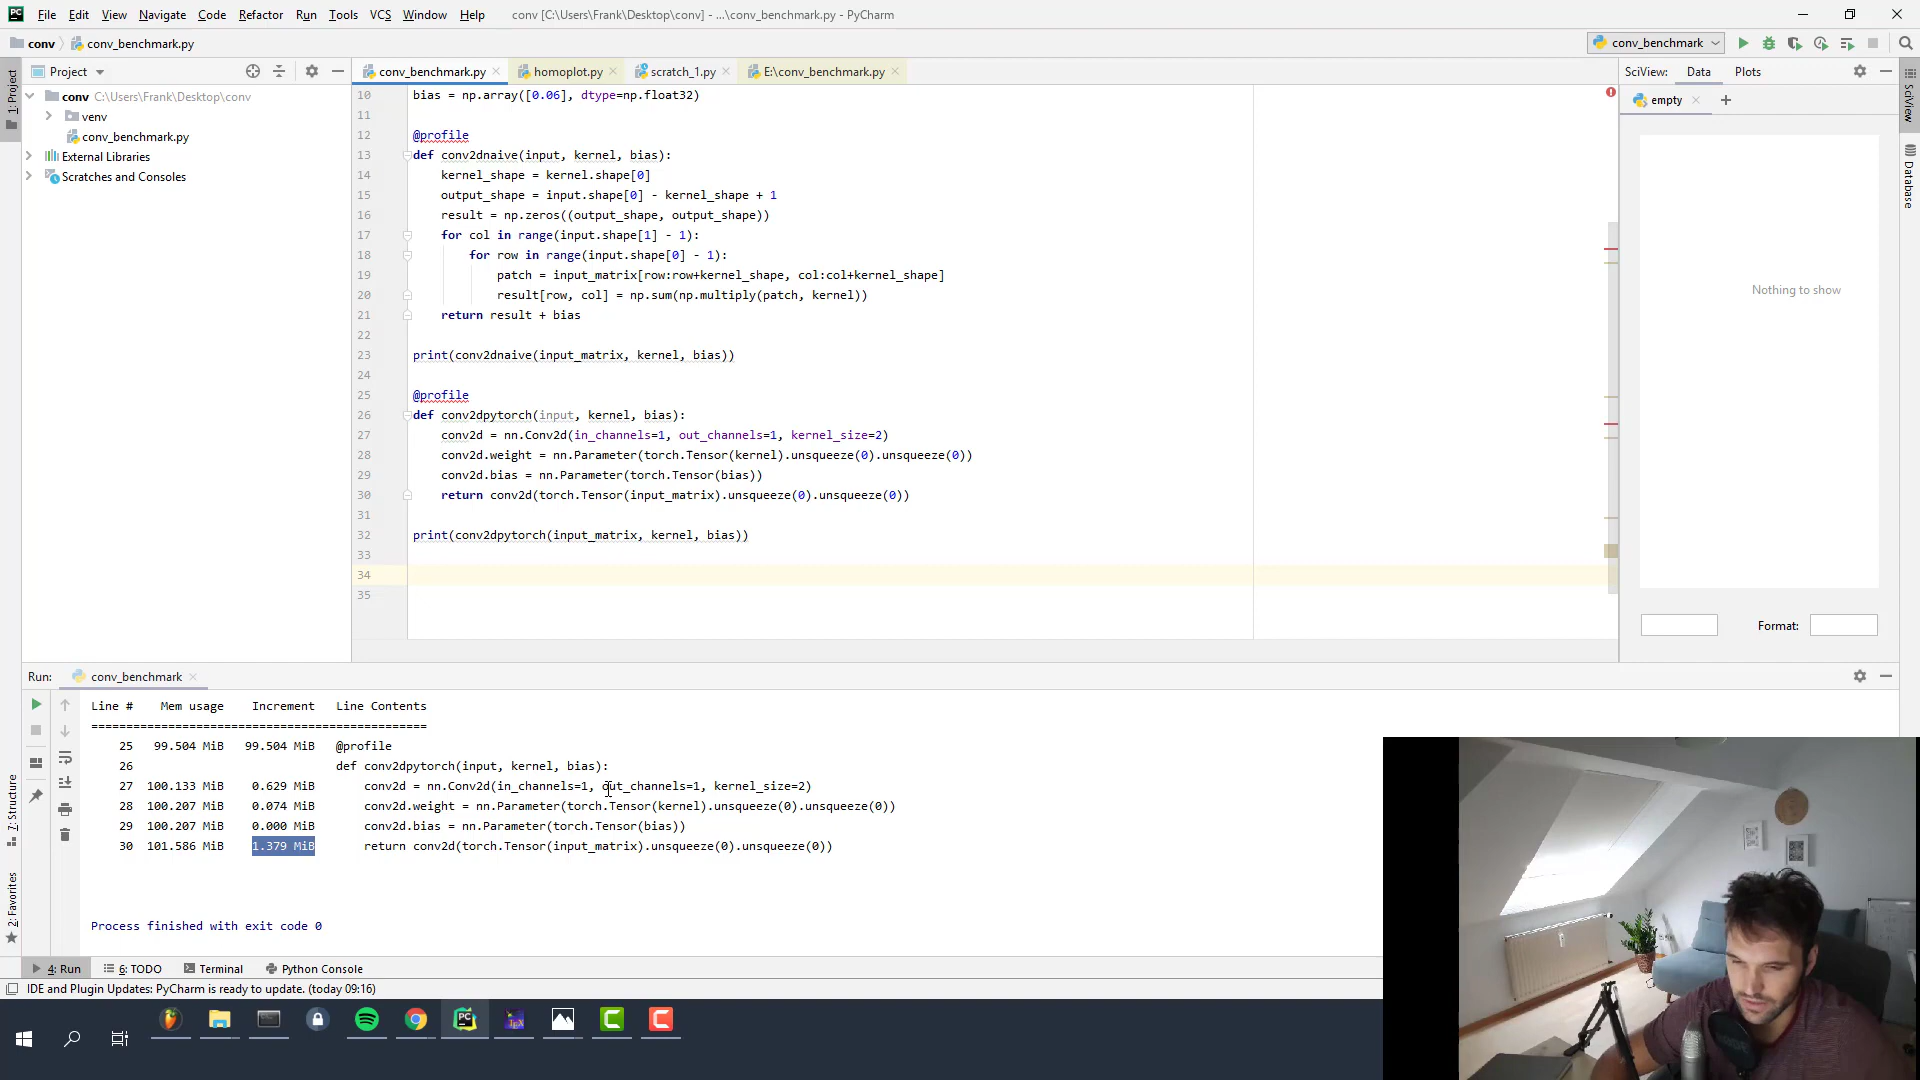 File Edit View Navigate Code Refactor Run Tools VCS Window Help conv [C:\Users\Frank\Desktop\conv] - ...\conv_benchmark.py - PyCharm
conv conv_benchmark.py conv_benchmark
1: Project
Project
conv C:\Users\Frank\Desktop\conv
venv
conv_benchmark.py
External Libraries
Scratches and Consoles
conv_benchmark.py homoplot.py scratch_1.py E:\conv_benchmark.py
10 bias = np.array([0.06], dtype=np.float32)
11
12 @profile
13 def conv2dnaive(input, kernel, bias):
14 kernel_shape = kernel.shape[0]
15 output_shape = input.shape[0] - kernel_shape + 1
16 result = np.zeros((output_shape, output_shape))
17 for col in range(input.shape[1] - 1):
18 for row in range(input.shape[0] - 1):
19 patch = input_matrix[row:row+kernel_shape, col:col+kernel_shape]
20 result[row, col] = np.sum(np.multiply(patch, kernel))
21 return result + bias
22
23 print(conv2dnaive(input_matrix, kernel, bias))
24
25 @profile
26 def conv2dpytorch(input, kernel, bias):
27 conv2d = nn.Conv2d(in_channels=1, out_channels=1, kernel_size=2)
28 conv2d.weight = nn.Parameter(torch.Tensor(kernel).unsqueeze(0).unsqueeze(0))
29 conv2d.bias = nn.Parameter(torch.Tensor(bias))
30 return conv2d(torch.Tensor(input_matrix).unsqueeze(0).unsqueeze(0))
31
32 print(conv2dpytorch(input_matrix, kernel, bias))
33
34
35
SciView: Data Plots
empty
Nothing to show
Format:
SciView
Database
Run: conv_benchmark
Line # Mem usage Increment Line Contents
================================================
25 99.504 MiB 99.504 MiB @profile
26 def conv2dpytorch(input, kernel, bias):
27 100.133 MiB 0.629 MiB conv2d = nn.Conv2d(in_channels=1, out_channels=1, kernel_size=2)
28 100.207 MiB 0.074 MiB conv2d.weight = nn.Parameter(torch.Tensor(kernel).unsqueeze(0).unsqueeze(0))
29 100.207 MiB 0.000 MiB conv2d.bias = nn.Parameter(torch.Tensor(bias))
30 101.586 MiB 1.379 MiB return conv2d(torch.Tensor(input_matrix).unsqueeze(0).unsqueeze(0))
Process finished with exit code 0
7: Structure
2: Favorites
4: Run 6: TODO Terminal Python Console
IDE and Plugin Updates: PyCharm is ready to update. (today 09:16)